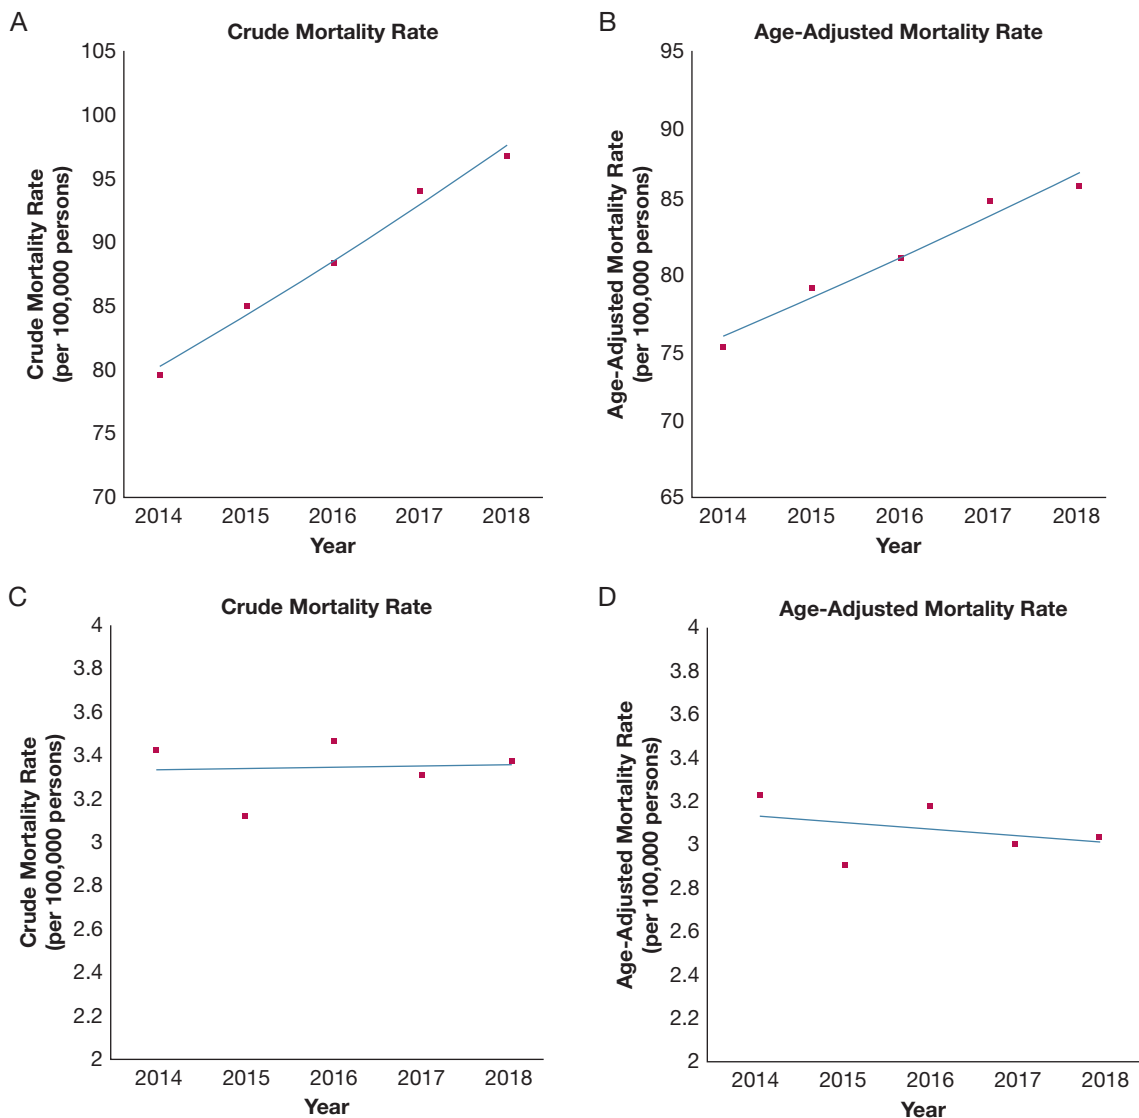 A
Crude Mortality Rate
105
100
95
90
85
80
75
70
Crude Mortality Rate
(per 100,000 persons)
2014 2015 2016 2017 2018
Year
B
Age-Adjusted Mortality Rate
95
90
85
80
75
70
65
Age-Adjusted Mortality Rate
(per 100,000 persons)
2014 2015 2016 2017 2018
Year
C
Crude Mortality Rate
4
3.8
3.6
3.4
3.2
3
2.8
2.6
2.4
2.2
2
Crude Mortality Rate
(per 100,000 persons)
2014 2015 2016 2017 2018
Year
D
Age-Adjusted Mortality Rate
4
3.8
3.6
3.4
3.2
3
2.8
2.6
2.4
2.2
2
Age-Adjusted Mortality Rate
(per 100,000 persons)
2014 2015 2016 2017 2018
Year